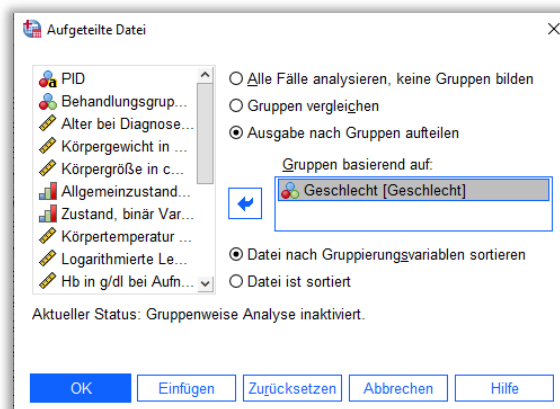 Aufgeteilte Datei
PID
Behandlungsgrup...
Alter bei Diagnose...
Körpergewicht in ...
Körpergröße in c...
Allgemeinzustand...
Zustand, binär Var...
Körpertemperatur ...
Logarithmierte Le...
Hb in g/dl bei Aufn...
Alle Fälle analysieren, keine Gruppen bilden
Gruppen vergleichen
Ausgabe nach Gruppen aufteilen
Gruppen basierend auf:
Geschlecht [Geschlecht]
Datei nach Gruppierungsvariablen sortieren
Datei ist sortiert
Aktueller Status: Gruppenweise Analyse inaktiviert.
OK
Einfügen
Zurücksetzen
Abbrechen
Hilfe